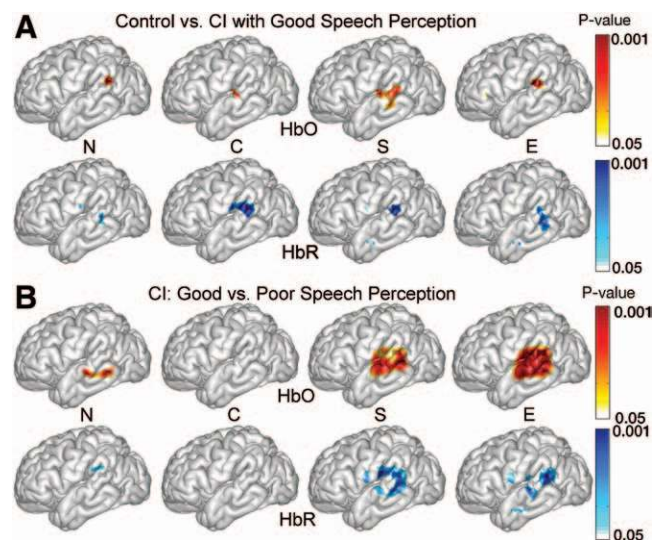 A Control vs. CI with Good Speech Perception P-value
0.001
HbO
0.05
N C S E
0.001
HbR
0.05
B CI: Good vs. Poor Speech Perception P-value
0.001
HbO
0.05
N C S E
0.001
HbR
0.05